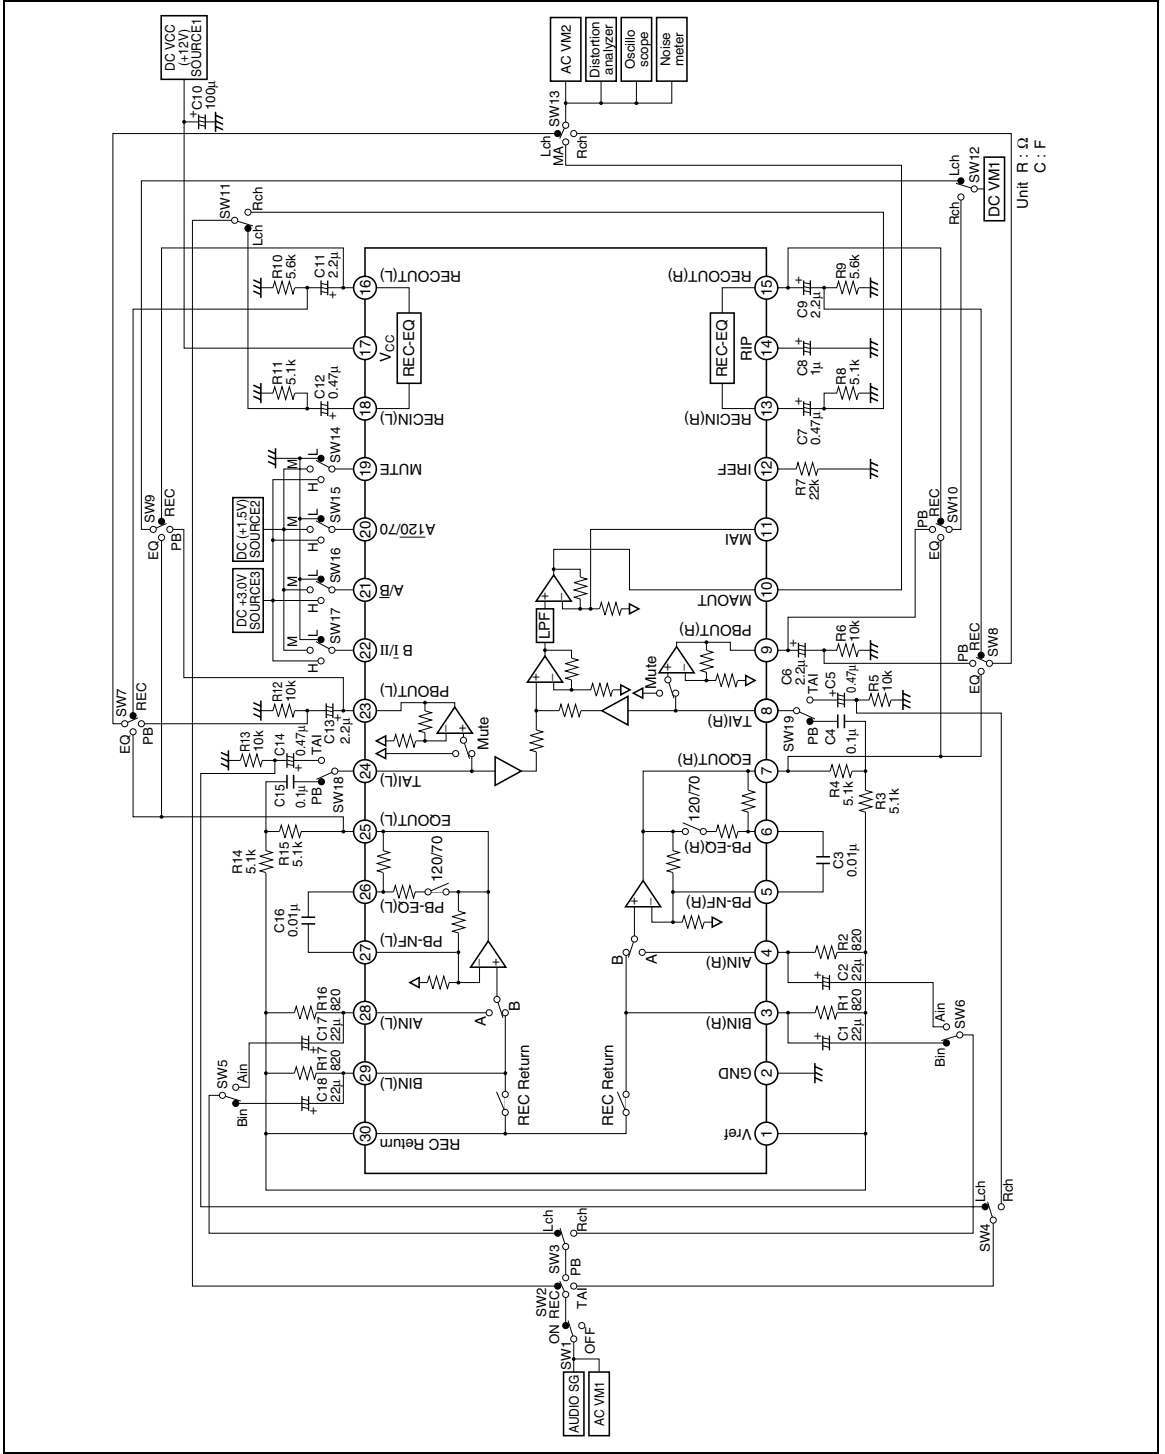 DC VCC
(+12V)
SOURCE1
C10
100μ
+
AC VM2
Distortion
analyzer
Oscillo
scope
Noise
meter
SW13
Lch
MA
Rch
Unit R : Ω
C : F
Lch
SW12
Rch
DC VM1
SW11
Rch
Lch
R10
5.6k
C11
2.2μ
+
16
RECOUT(L)
17
VCC
REC-EQ
R11
5.1k
C12
0.47μ
+
18
RECIN(L)
15
RECOUT(R)
C9
2.2μ
+
R9
5.6k
REC-EQ
14
RIP
C8
1μ
+
13
RECIN(R)
C7
0.47μ
+
R8
5.1k
12
IREF
R7
22k
11
MAI
10
MAOUT
SW9
EQ
REC
PB
DC (+1.5V)
SOURCE2
DC +3.0V
SOURCE3
M
L
H
SW14
19
MUTE
M
L
H
SW15
20
A120/70
M
L
H
SW16
21
A/B
M
L
H
SW17
22
B I/II
PB
REC
EQ
SW10
LPF
9
PBOUT(R)
C6
2.2μ
+
R6
10k
PB
REC
EQ
SW8
Mute
SW7
EQ
REC
PB
R12
10k
C13
2.2μ
+
23
PBOUT(L)
R13
10k
C14
0.47μ
+
TAI
C15
0.1μ
PB
SW18
24
TAI(L)
Mute
8
TAI(R)
SW19
TAI
C5
0.47μ
+
PB
C4
0.1μ
R5
10k
R14
5.1k
R15
5.1k
25
EQOUT(L)
7
EQOUT(R)
R4
5.1k
R3
5.1k
C16
0.01μ
26
PB-EQ(L)
120/70
27
PB-NF(L)
120/70
6
PB-EQ(R)
C3
0.01μ
5
PB-NF(R)
R16
820
C17
22μ
+
28
AIN(L)
A
B
B
A
4
AIN(R)
R2
820
C2
22μ
+
SW5
Ain
Bin
R17
820
C18
22μ
+
29
BIN(L)
3
BIN(R)
R1
820
C1
22μ
+
Ain
Bin
SW6
2
GND
REC Return
REC Return
30
REC Return
1
Vref
Lch
SW3
Rch
PB
SW2
REC
TAI
ON
SW1
OFF
Lch
Rch
SW4
AUDIO SG
AC VM1